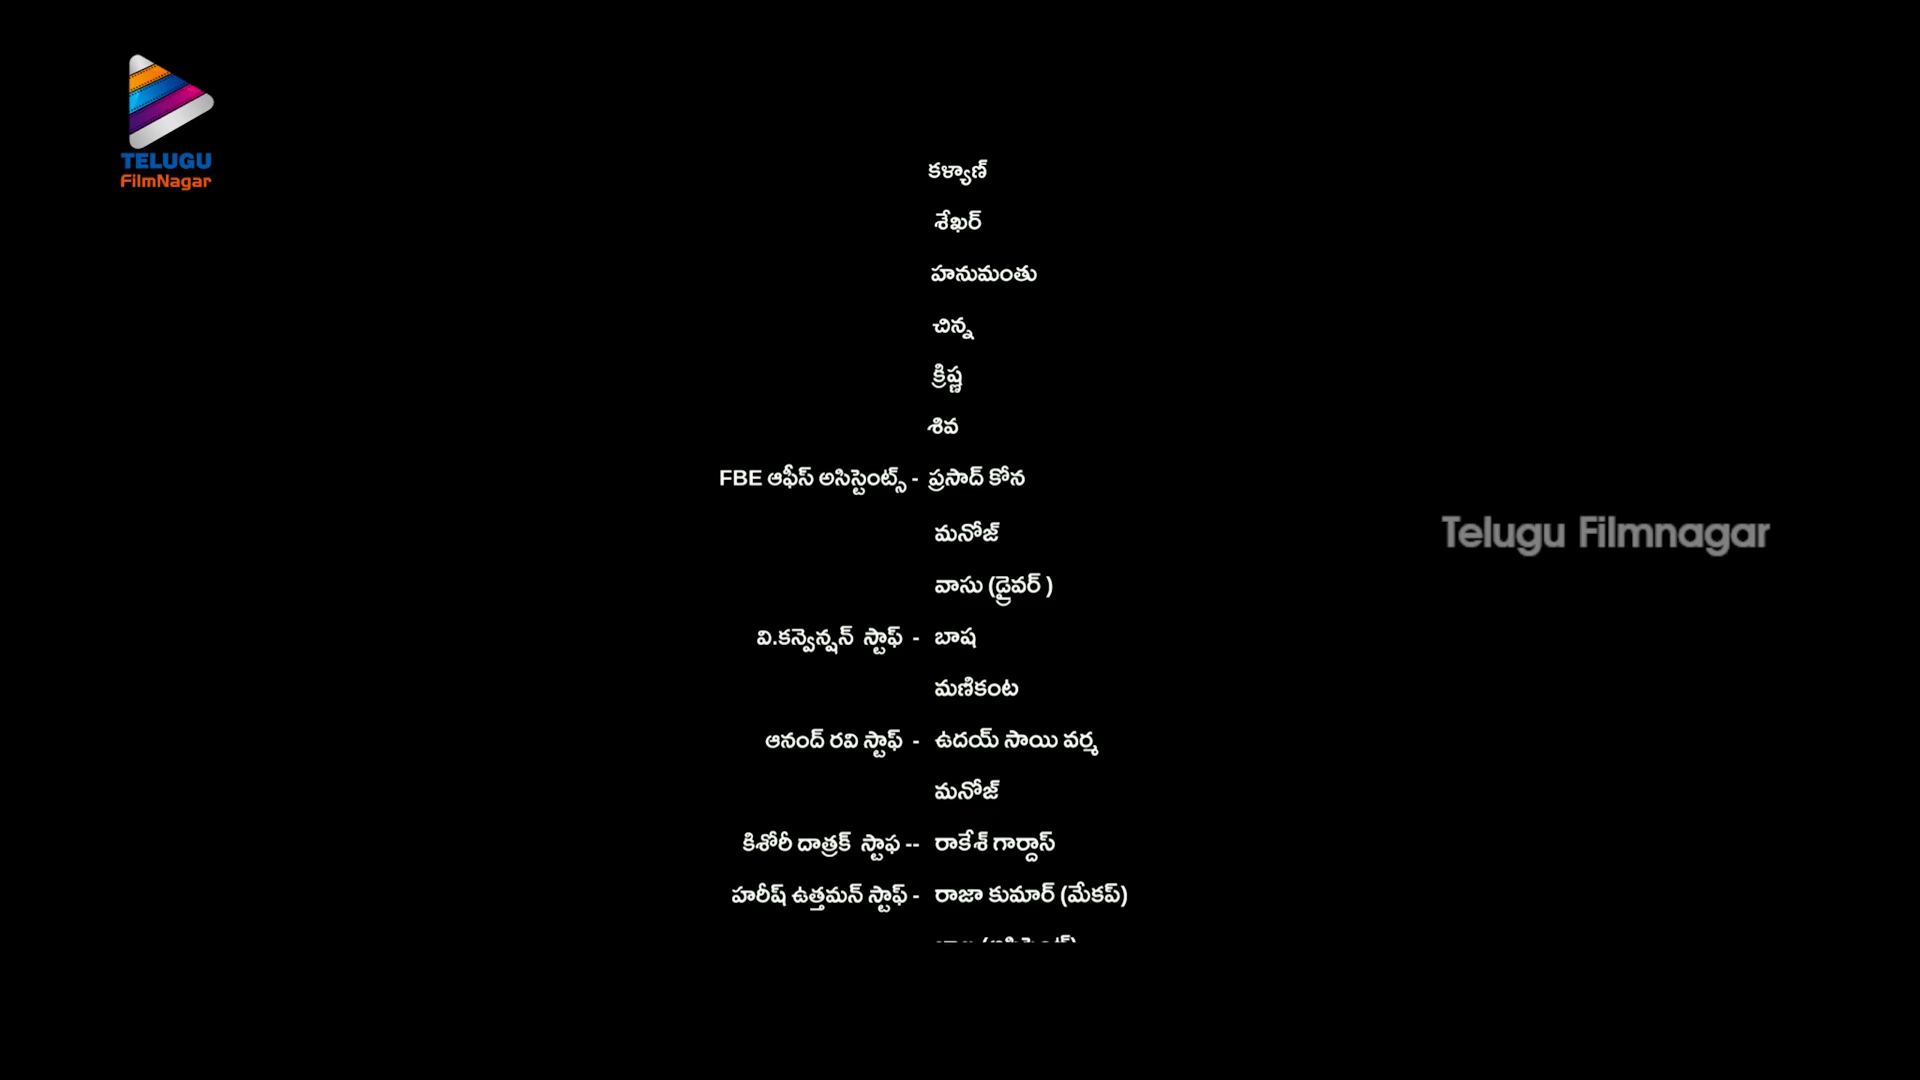 TELUGU
FilmNagar
కళ్యాణ్
శేఖర్
హనుమంతు
చిన్న
క్రిష్ణ
శివ
FBE ఆఫీస్ అసిస్టెంట్స్ - ప్రసాద్ కోన
మనోజ్
Telugu Filmnagar
వాసు (డ్రైవర్ )
వి.కన్వెన్షన్ స్టాఫ్ - బాష
మణికంట
ఆనంద్ రవి స్టాఫ్ - ఉదయ్ సాయి వర్మ
మనోజ్
కిశోరీ దాత్రక్ స్టాఫ -- రాకేశ్ గార్దాస్
హరీష్ ఉత్తమన్ స్టాఫ్ - రాజా కుమార్ (మేకప్)